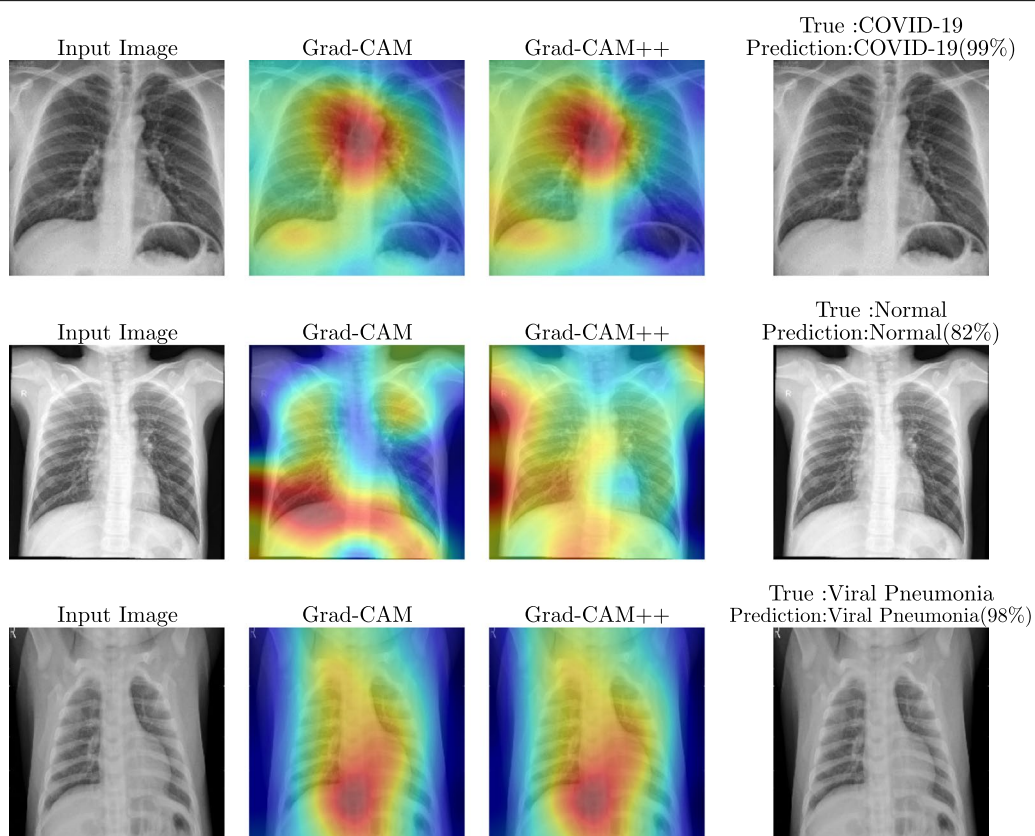 True :COVID-19
Input Image Grad-CAM Grad-CAM++ Prediction:COVID-19(99%)
True :Normal
Input Image Grad-CAM Grad-CAM++ Prediction:Normal(82%)
R
R
R
R
True :Viral Pneumonia
Input Image Grad-CAM Grad-CAM++ Prediction:Viral Pneumonia(98%)
R
R
R
R